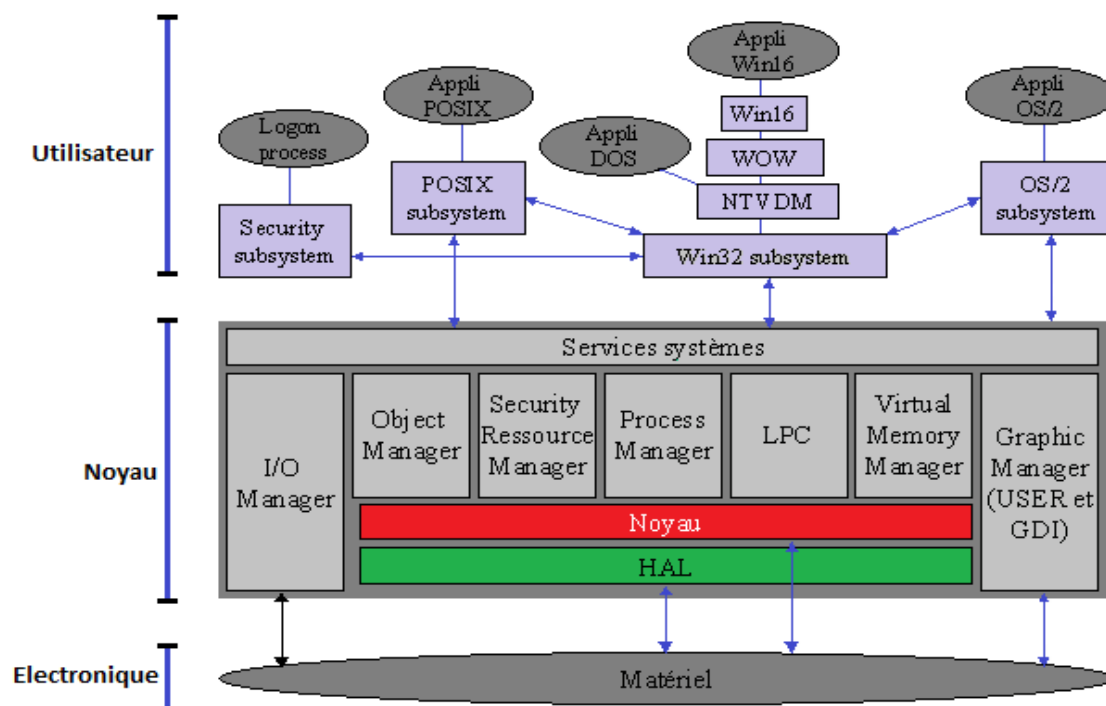 Appli
Win16
Appli
POSIX
Appli
OS/2
Win16
Logon
process
Appli
DOS
WOW
Utilisateur
POSIX
subsystem
NTVDM
OS/2
subsystem
Security
subsystem
Win32 subsystem
Services systèmes
Noyau
I/O
Manager
Object
Manager
Security
Ressource
Manager
Process
Manager
LPC
Virtual
Memory
Manager
Graphic
Manager
(USER et
GDI)
Noyau
HAL
Electronique
Matériel